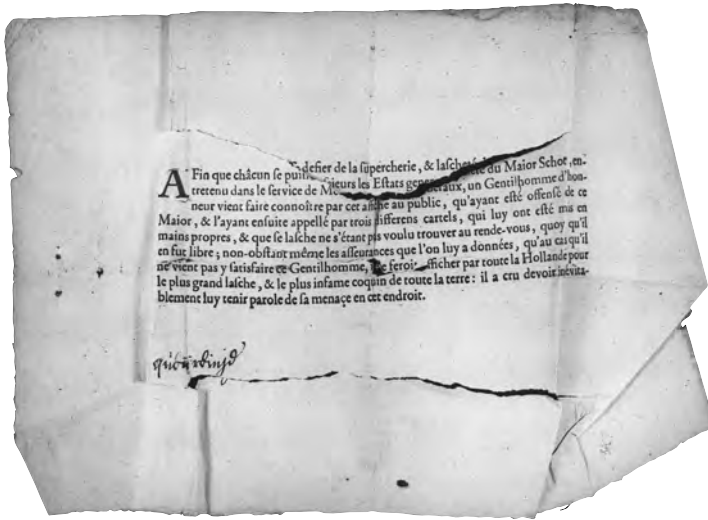 AFin que châcun se puisse défier de la supercherie, & lascheté du Maior Schot, en-
tretenu dans le service de Messieurs les Estats generaux, un Gentilhomme d'hon-
neur vient faire connoître par cet affiche au public, qu'ayant esté offensé de ce
Maior, & l'ayant ensuite appellé par trois differens cartels, qui luy ont esté mis en
mains propres, & que se lasche ne s'étant pas voulu trouver au rende-vous, quoy qu'il
en fut libre; non-obstant même les asseurances que l'on luy a données, qu'au cas qu'il
ne vient pas y satisfaire ce Gentilhomme, le feroit afficher par toute la Hollande pour
le plus grand lasche, & le plus infame coquin de toute la terre: il a cru devoir inévita-
blement luy tenir parole de sa menaçe en cet endroit.